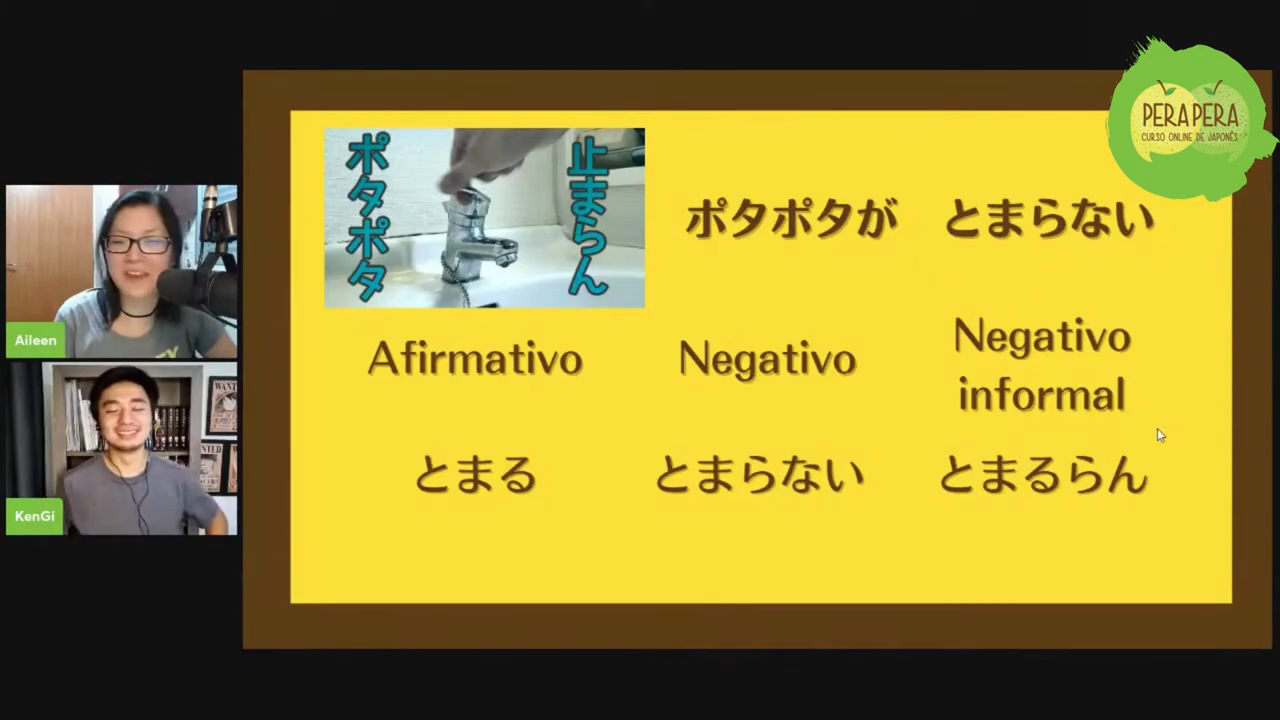 PERA PERA
CURSO ONLINE DE JAPONÊS
ポタポタ
止まらん
ポタポタが とまらない
Aileen
Afirmativo
Negativo
Negativo
informal
WANT
とまる
とまらない
とまるらん
KenGi